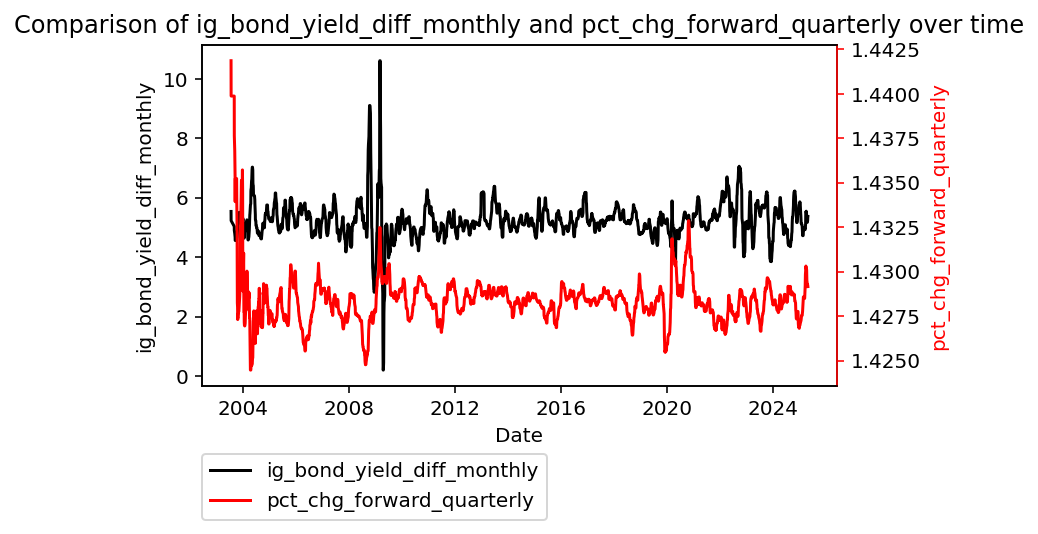 Comparison of ig_bond_yield_diff_monthly and pct_chg_forward_quarterly over time
ig_bond_yield_diff_monthly
10
8
6
4
2
0
1.4425
1.4400
1.4375
1.4350
1.4325
1.4300
1.4275
1.4250
pct_chg_forward_quarterly
2004 2008 2012 2016 2020 2024
Date
ig_bond_yield_diff_monthly
pct_chg_forward_quarterly